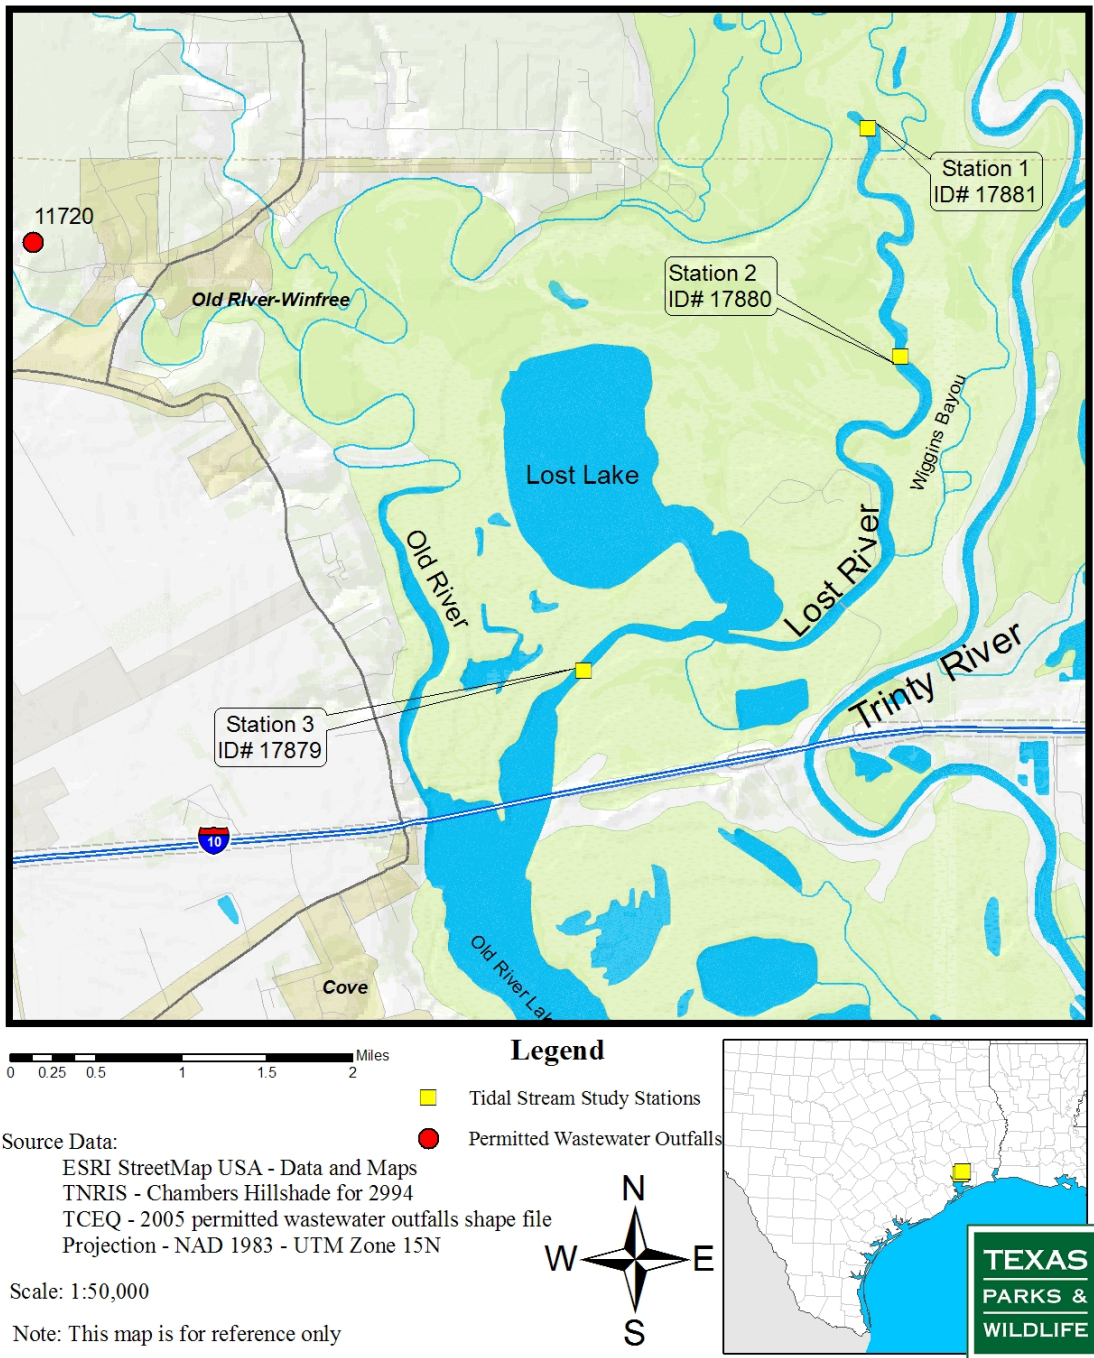 Station 1
ID# 17881
11720
Station 2
ID# 17880
Old River-Winfree
Wiggins Bayou
Lost Lake
Lost River
Old River
Trinty River
Station 3
ID# 17879
10
Old River Lake
Cove
Miles
0 0.25 0.5 1 1.5 2
Legend
Tidal Stream Study Stations
Permitted Wastewater Outfalls
Source Data:
ESRI StreetMap USA - Data and Maps
TNRIS - Chambers Hillshade for 2994
TCEQ - 2005 permitted wastewater outfalls shape file
Projection - NAD 1983 - UTM Zone 15N
N
W E
S
Scale: 1:50,000
Note: This map is for reference only
TEXAS
PARKS &
WILDLIFE